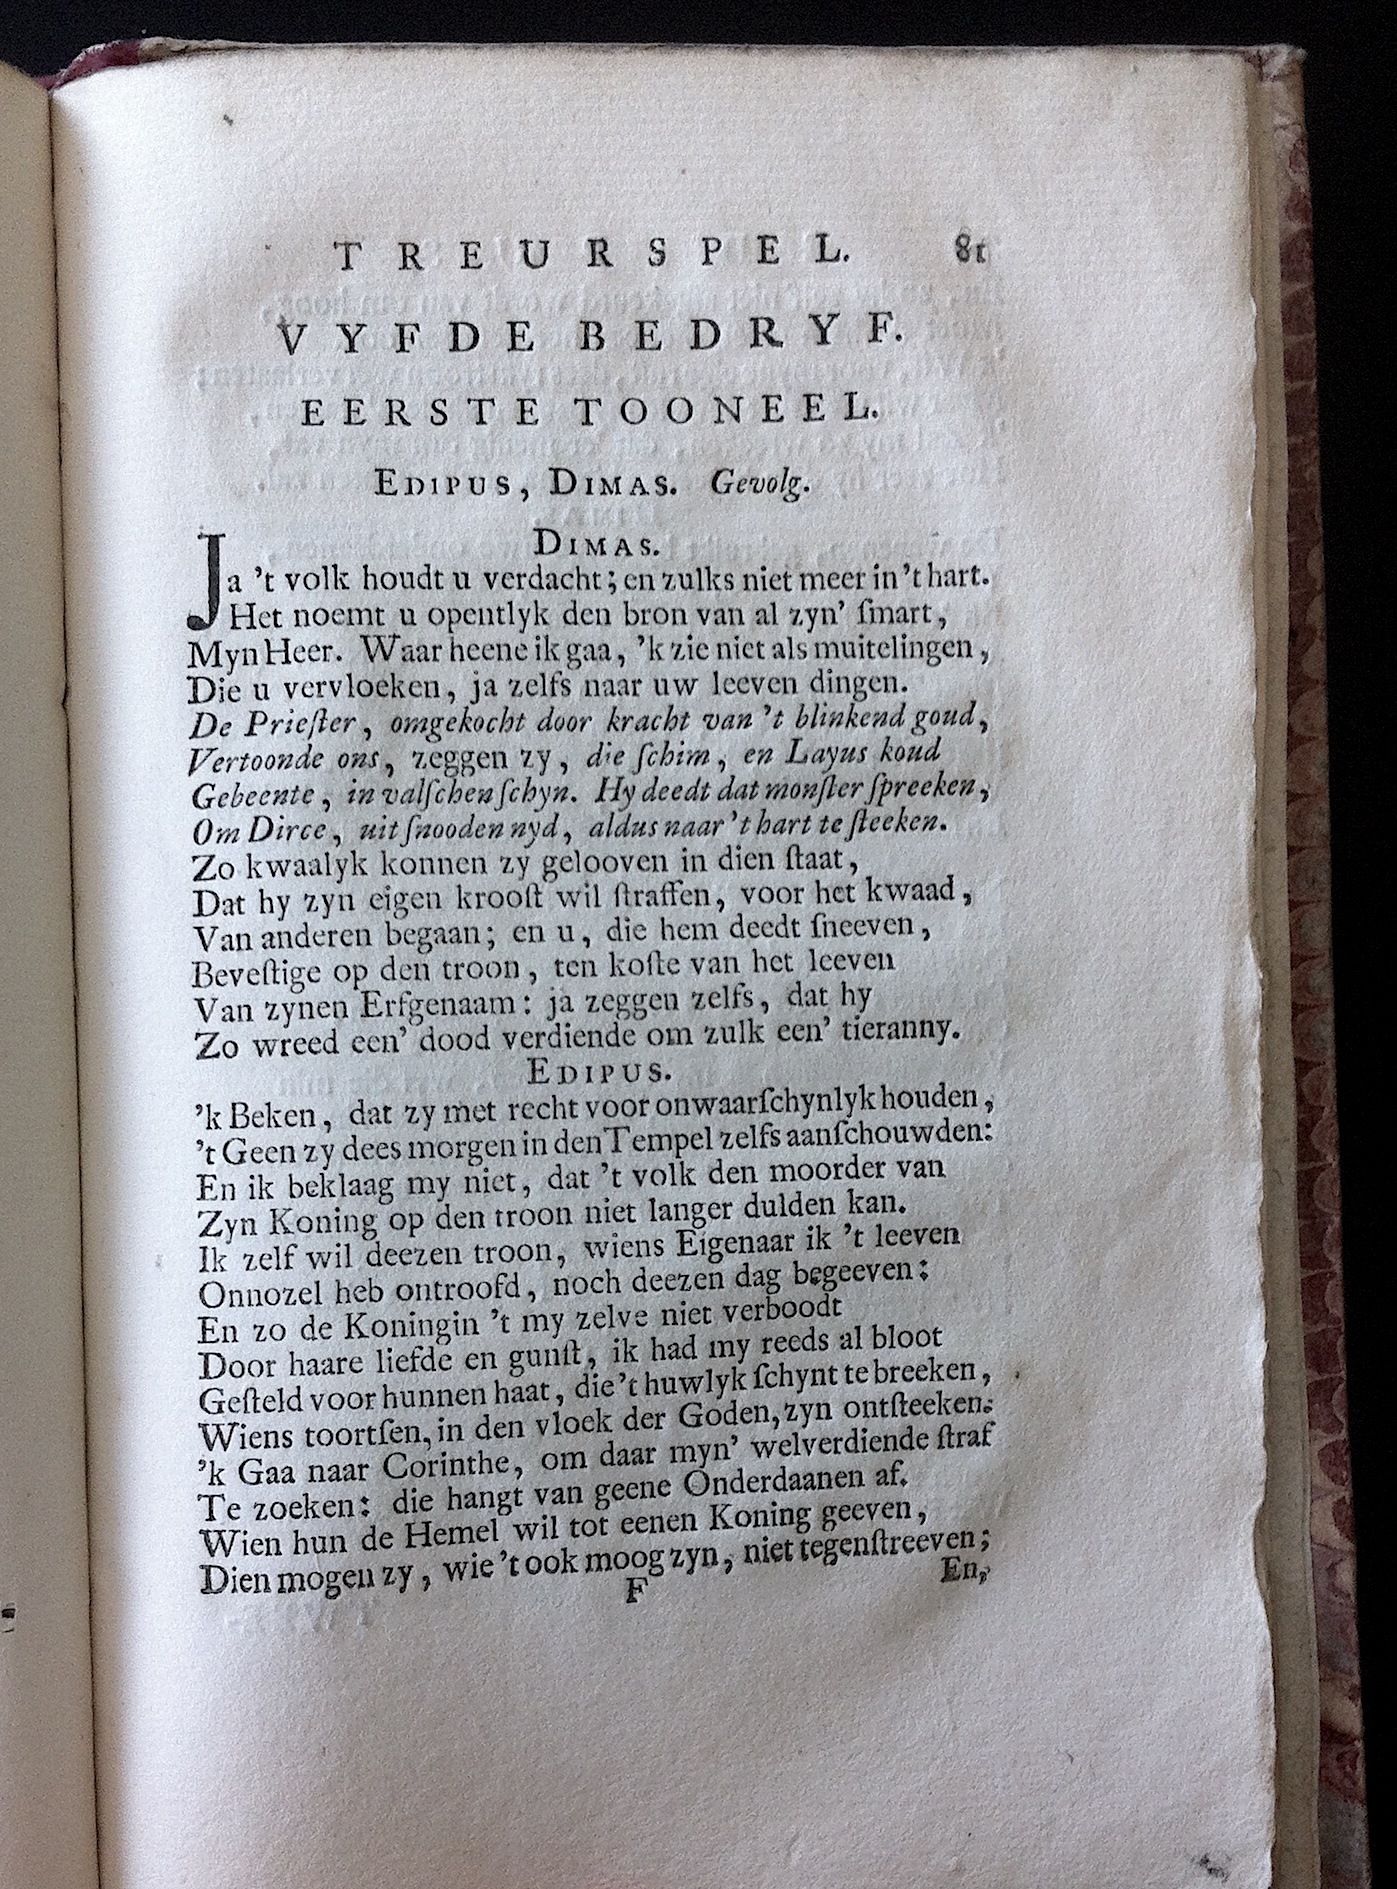 TREURSPEL. 81
VYFDE BEDRYF.
EERSTE TOONEEL.
EDIPUS, DIMAS. Gevolg.
DIMAS.
Ja 't volk houdt u verdacht; en zulks niet meer in 't hart.
Het noemt u opentlyk den bron van al zyn' ſmart,
Myn Heer. Waar heene ik gaa, 'k zie niet als muitelingen,
Die u vervloeken, ja zelfs naar uw leeven dingen.
De Prieſter, omgekocht door kracht van 't blinkend goud,
Vertoonde ons, zeggen zy, die ſchim, en Layus koud
Gebeente, in valſchen ſchyn. Hy deedt dat monſter ſpreeken,
Om Dirce, uit ſnooden nyd, aldus naar 't hart te ſteeken.
Zo kwaalyk konnen zy gelooven in dien ſtaat,
Dat hy zyn eigen krooſt wil ſtraffen, voor het kwaad,
Van anderen begaan; en u, die hem deedt ſneeven,
Beveſtige op den troon, ten koſte van het leeven
Van zynen Erfgenaam: ja zeggen zelfs, dat hy
Zo wreed een' dood verdiende om zulk een' tieranny.
EDIPUS.
'k Beken, dat zy met recht voor onwaarſchynlyk houden,
't Geen zy dees morgen in den Tempel zelfs aanſchouwden:
En ik beklaag my niet, dat 't volk den moorder van
Zyn Koning op den troon niet langer dulden kan.
Ik zelf wil deezen troon, wiens Eigenaar ik 't leeven
Onnozel heb ontroofd, noch deezen dag begeeven:
En zo de Koningin 't my zelve niet verboodt
Door haare liefde en gunſt, ik had my reeds al bloot
Geſteld voor hunnen haat, die 't huwlyk ſchynt te breeken,
Wiens toortſen, in den vloek der Goden, zyn ontſteeken.
'k Gaa naar Corinthe, om daar myn' welverdiende ſtraf
Te zoeken: die hangt van geene Onderdaanen af.
Wien hun de Hemel wil tot eenen Koning geeven,
Dien mogen zy, wie 't ook moog zyn, niet tegenſtreeven;
F En,